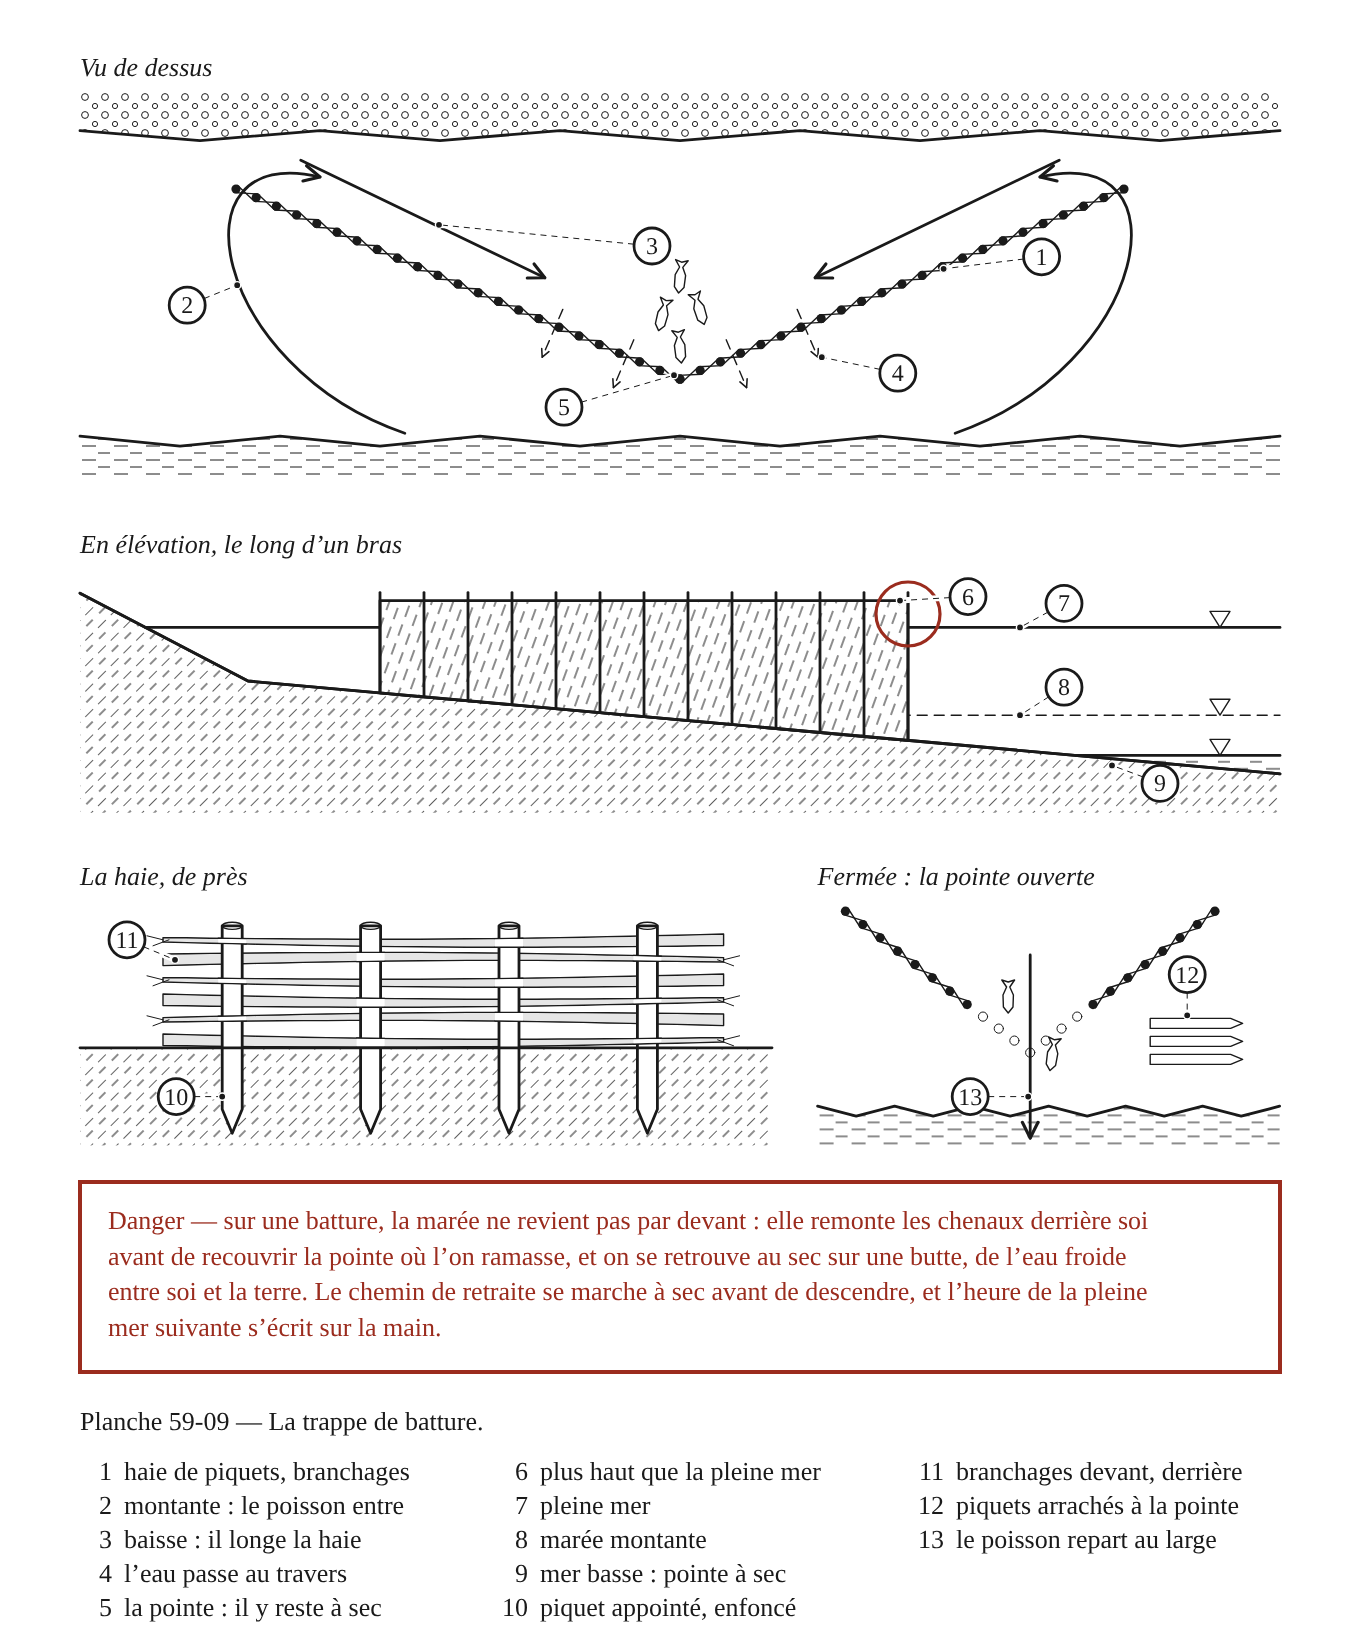 Vu de dessus
3
1
2
4
5
En élévation, le long d’un bras
6
7
8
9
La haie, de près
Fermée : la pointe ouverte
11
12
10
13
Danger — sur une batture, la marée ne revient pas par devant : elle remonte les chenaux derrière soi
avant de recouvrir la pointe où l’on ramasse, et on se retrouve au sec sur une butte, de l’eau froide
entre soi et la terre. Le chemin de retraite se marche à sec avant de descendre, et l’heure de la pleine
mer suivante s’écrit sur la main.
Planche 59-09 — La trappe de batture.
1 haie de piquets, branchages
2 montante : le poisson entre
3 baisse : il longe la haie
4 l’eau passe au travers
5 la pointe : il y reste à sec
6 plus haut que la pleine mer
7 pleine mer
8 marée montante
9 mer basse : pointe à sec
10 piquet appointé, enfoncé
11 branchages devant, derrière
12 piquets arrachés à la pointe
13 le poisson repart au large